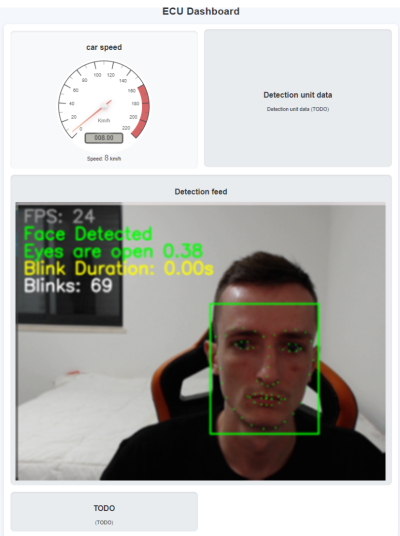 ECU Dashboard
car speed
0
20
40
60
80
100
120
140
160
180
200
220
Km/h
000.00
Speed: 0 km/h
Detection unit data
Detection unit data (TODO)
Detection feed
FPS: 24
Face Detected
Eyes are open 0.38
Blink Duration: 0.00s
Blinks: 69
TODO
(TODO)